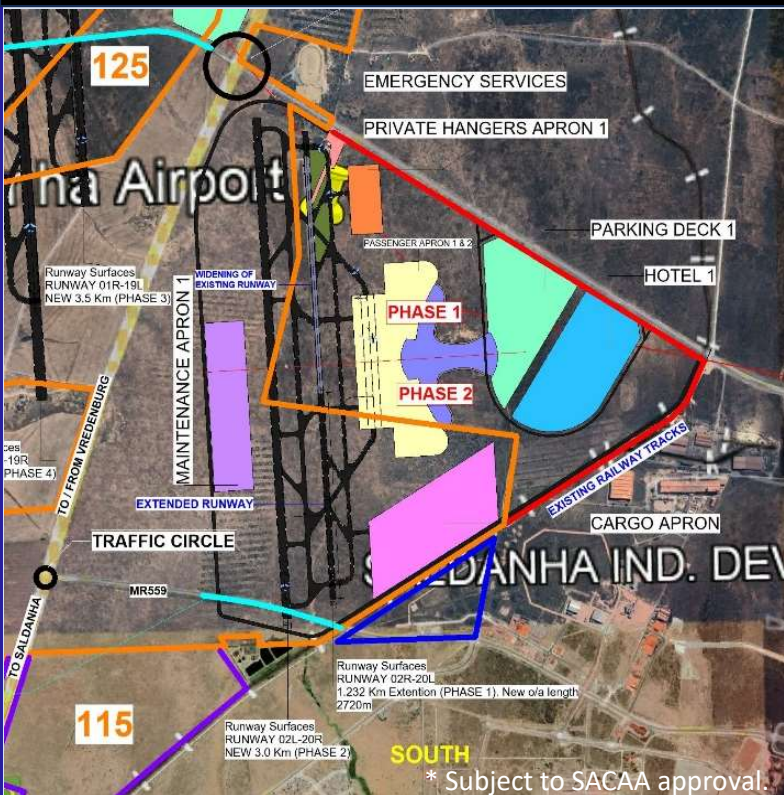 125
EMERGENCY SERVICES
PRIVATE HANGERS APRON 1
ha Airport
PARKING DECK 1
PASSENGER APRON 1 & 2
HOTEL 1
Runway Surfaces
RUNWAY 01R-19L
NEW 3.5 Km (PHASE 3)
WIDENING OF
EXISTING RUNWAY
MAINTENANCE APRON 1
PHASE 1
PHASE 2
TO / FROM VREDENBURG
-19R
PHASE 4)
EXISTING RAILWAY TRACKS
EXTENDED RUNWAY
CARGO APRON
TRAFFIC CIRCLE
SALDANHA IND. DEV
MR559
TO SALDANHA
Runway Surfaces
RUNWAY 02R-20L
1.232 Km Extention (PHASE 1). New o/a length
2720m
115
Runway Surfaces
RUNWAY 02L-20R
NEW 3.0 Km (PHASE 2)
SOUTH
* Subject to SACAA approval.